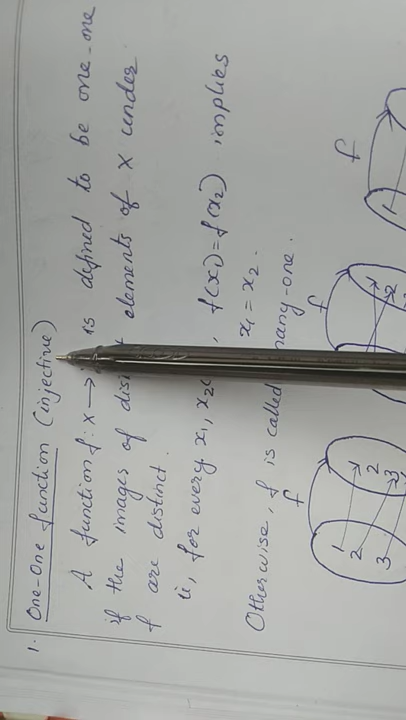 1. One-One function (injective)
A function f: X → is defined to be one-one
if the images of elements of X under
f are distinct.
ie, for every x₁, x₂ , f(x₁) = f(x₂) implies
x₁ = x₂.
Otherwise, f is called many-one.
f f f
1 2 3
2 3
1
2